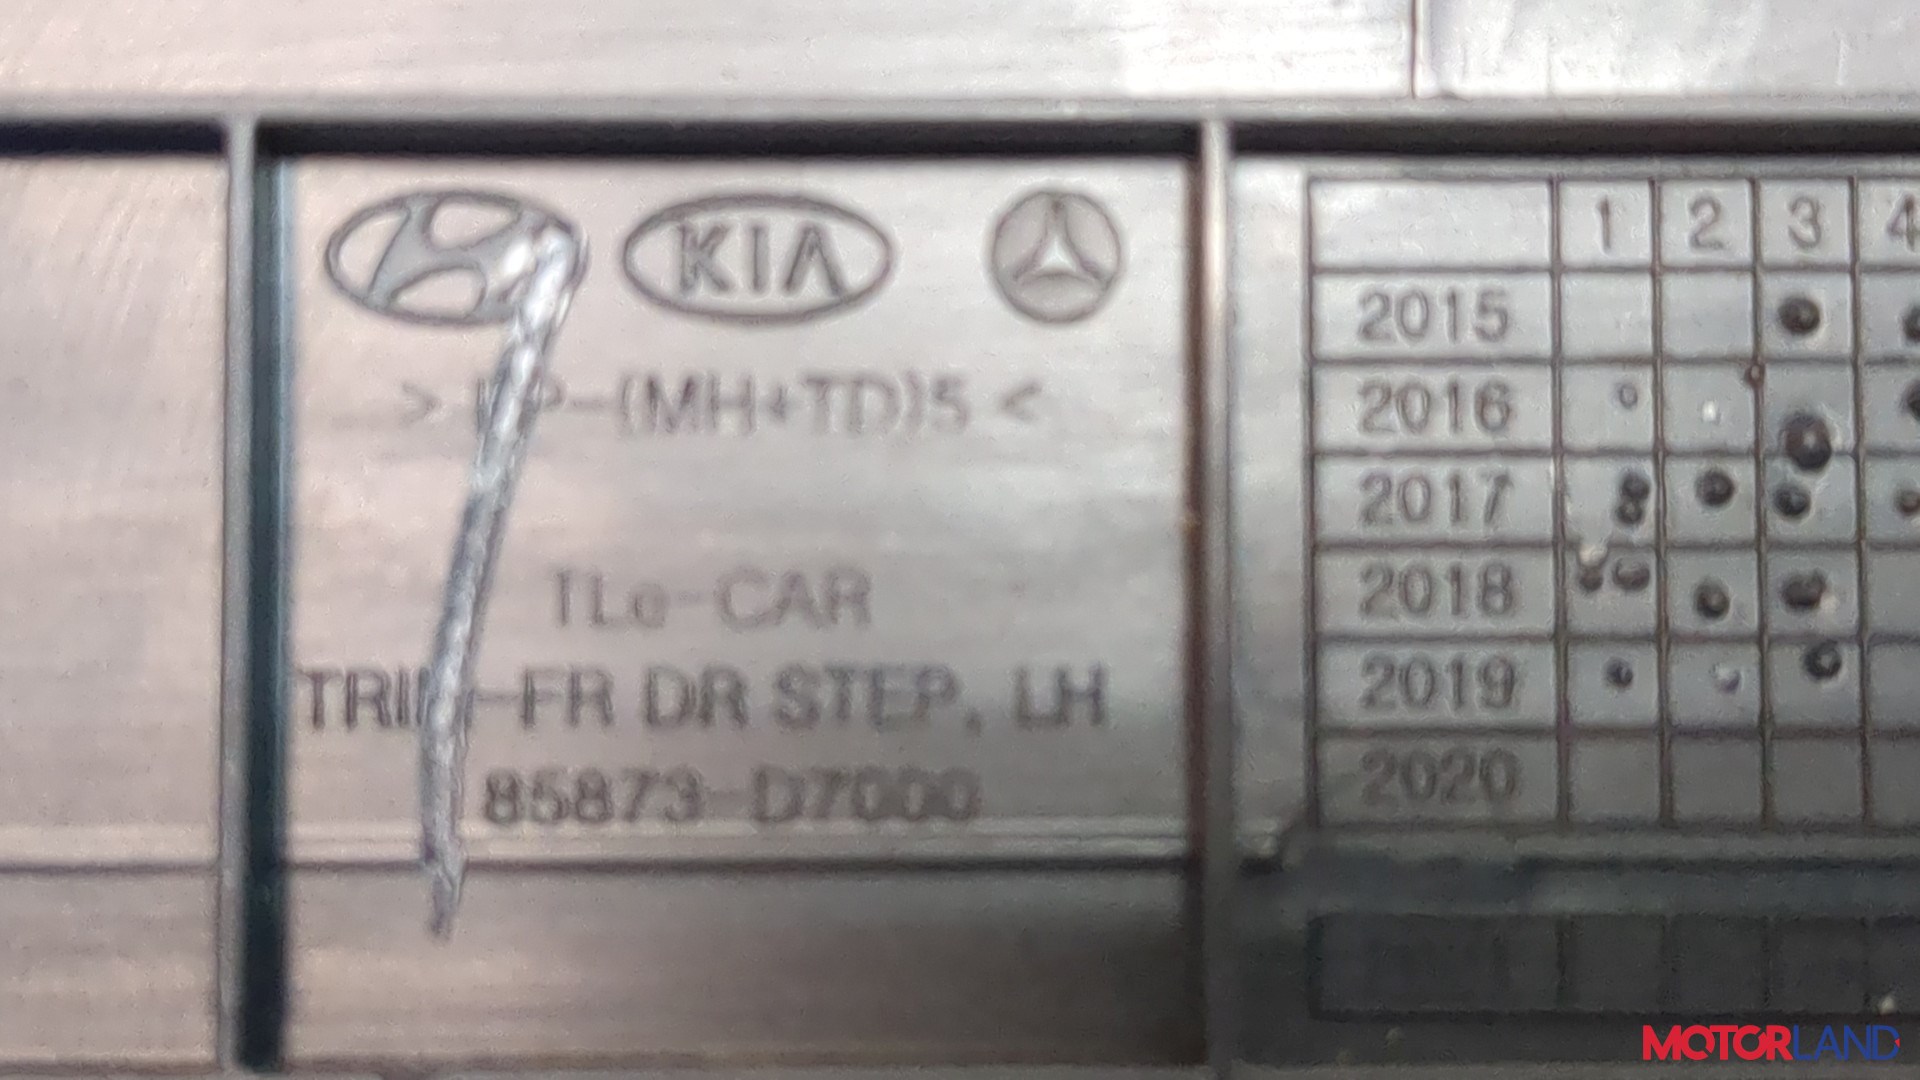 KIA
> PP-(MH+TD)5 <
TLe-CAR
TRIM-FR DR STEP, LH
85873-D7000
1 2 3 4
2015
2016
2017
2018
2019
2020
MOTORLAND